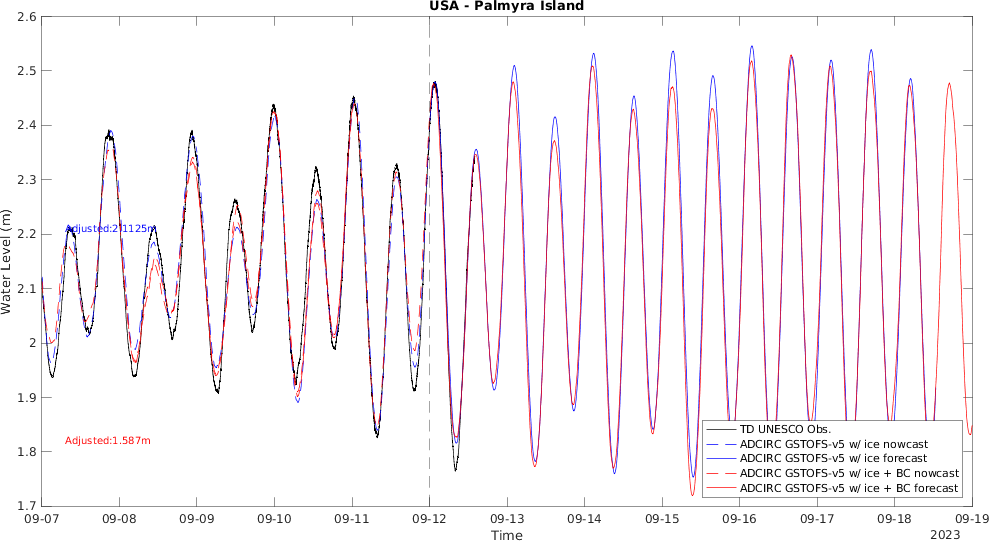 USA - Palmyra Island
2.6
2.5
2.4
2.3
2.2
2.1
2
1.9
1.8
1.7
Water Level (m)
Adjusted:2.1125m
Adjusted:1.587m
TD UNESCO Obs.
ADCIRC GSTOFS-v5 w/ ice nowcast
ADCIRC GSTOFS-v5 w/ ice forecast
ADCIRC GSTOFS-v5 w/ ice + BC nowcast
ADCIRC GSTOFS-v5 w/ ice + BC forecast
09-07 09-08 09-09 09-10 09-11 09-12 09-13 09-14 09-15 09-16 09-17 09-18 09-19
Time
2023